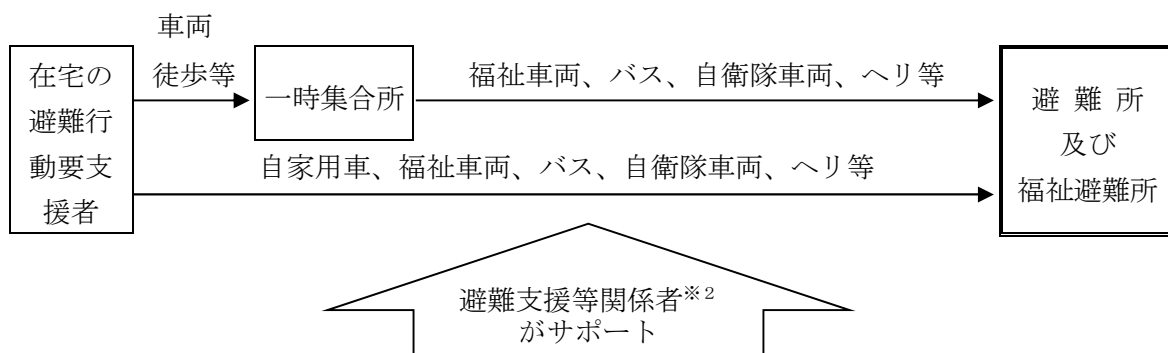 車両
徒歩等
在宅の
避難行
動要支
援者
一時集合所
福祉車両、バス、自衛隊車両、ヘリ等
自家用車、福祉車両、バス、自衛隊車両、ヘリ等
避難所
及び
福祉避難所
避難支援等関係者※2
がサポート